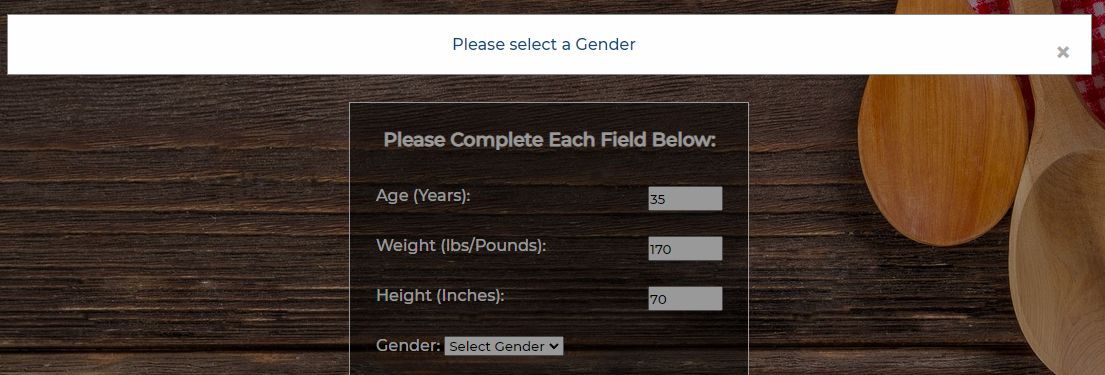 Please select a Gender
×
Please Complete Each Field Below:
Age (Years): 35
Weight (lbs/Pounds): 170
Height (Inches): 70
Gender: Select Gender